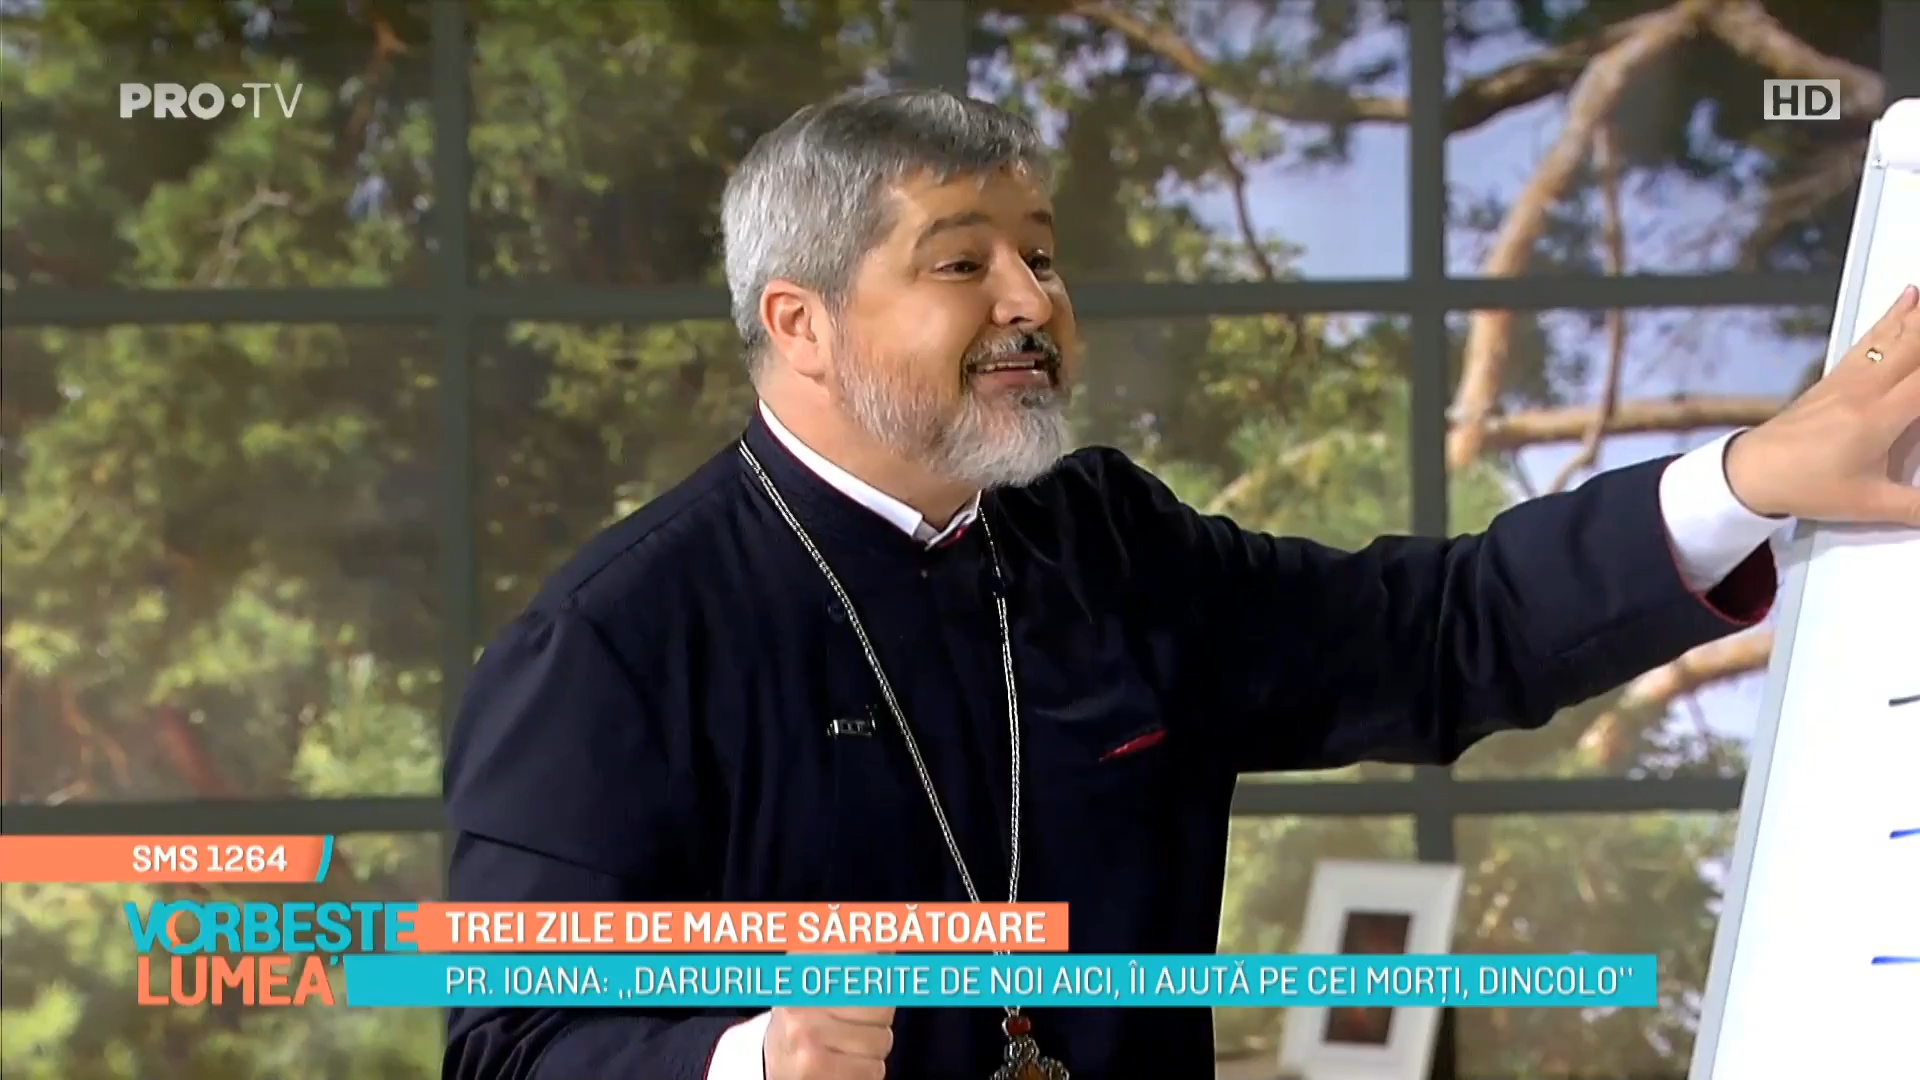 PRO•TV
HD
SMS 1264
VORBEȘTE
LUMEA
TREI ZILE DE MARE SĂRBĂTOARE
PR. IOANA: ,,DARURILE OFERITE DE NOI AICI, ÎI AJUTĂ PE CEI MORȚI, DINCOLO''